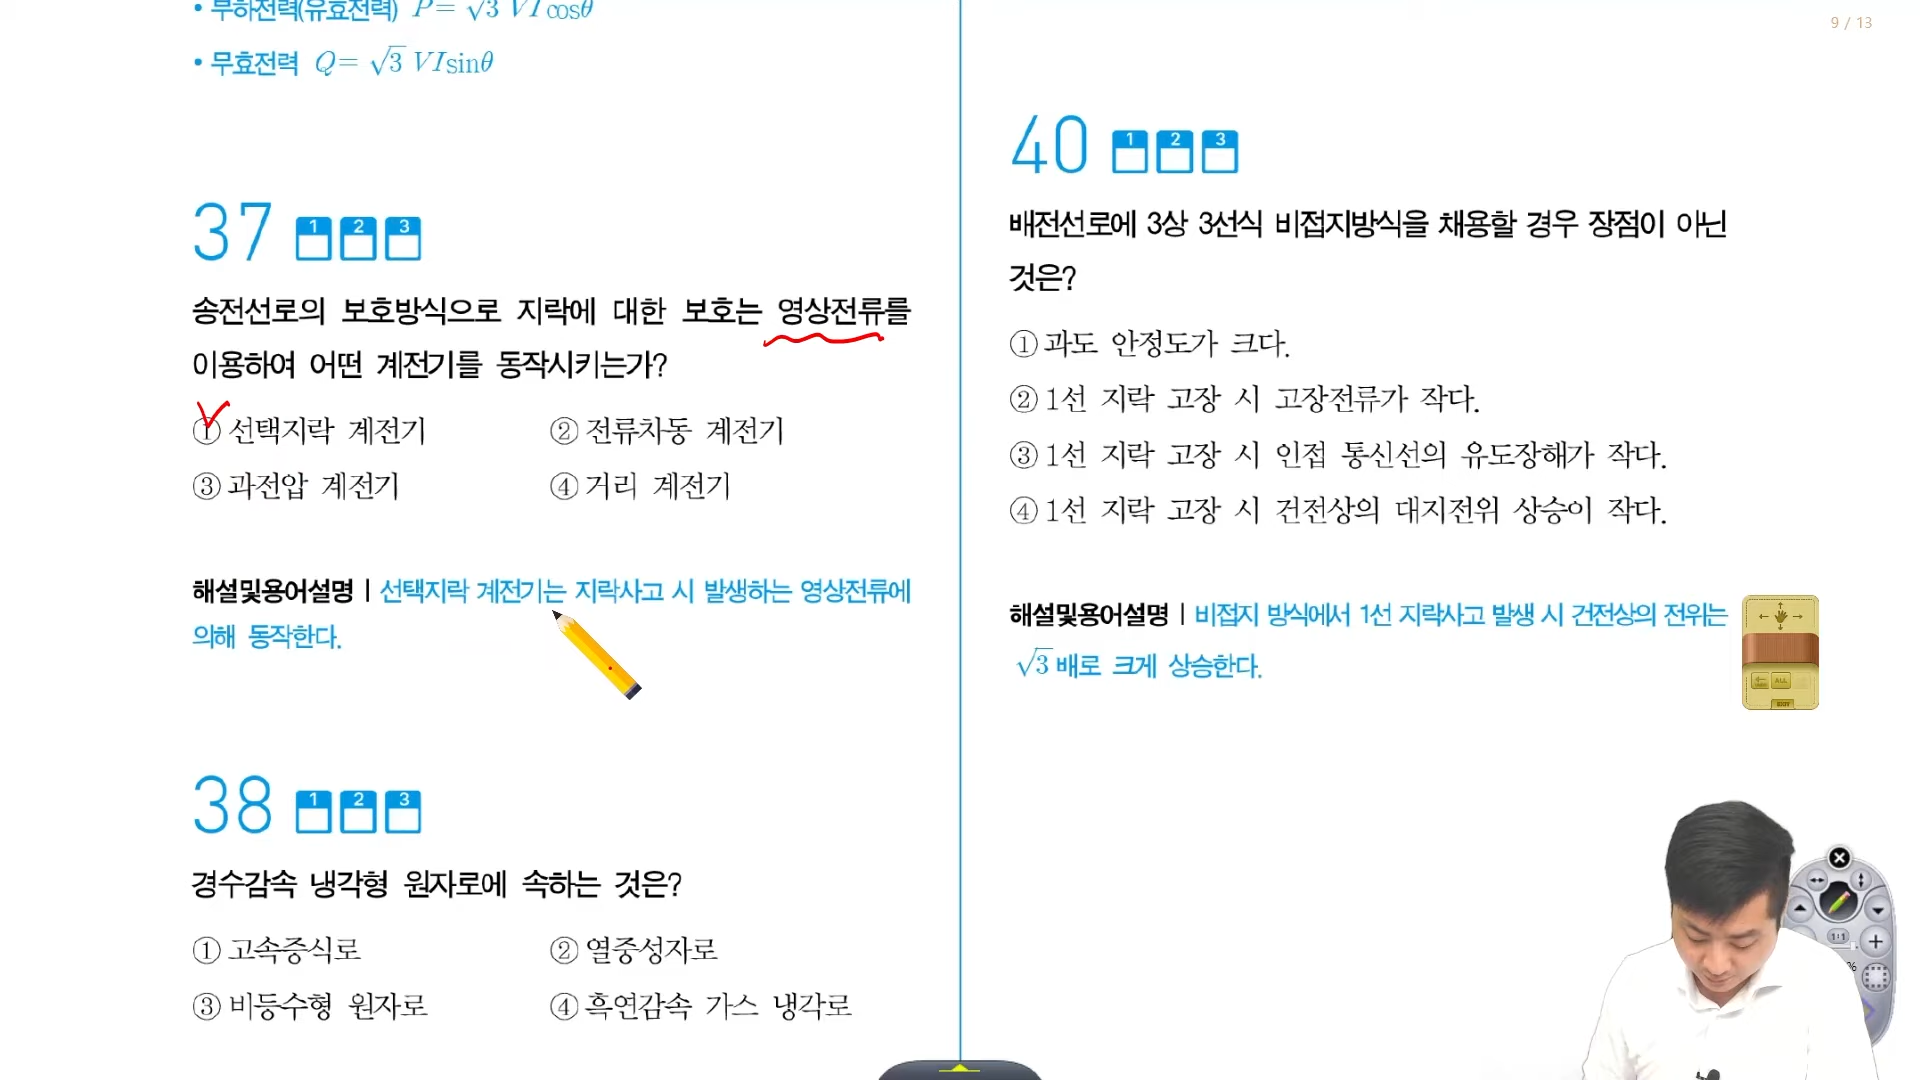 • 부하전력(유효전력) P= √3 VI cosθ
• 무효전력 Q= √3 VIsinθ
37 1 2 3
송전선로의 보호방식으로 지락에 대한 보호는 영상전류를
이용하여 어떤 계전기를 동작시키는가?
① 선택지락 계전기 ② 전류차동 계전기
③ 과전압 계전기 ④ 거리 계전기
해설및용어설명 | 선택지락 계전기는 지락사고 시 발생하는 영상전류에
의해 동작한다.
38 1 2 3
경수감속 냉각형 원자로에 속하는 것은?
① 고속증식로 ② 열중성자로
③ 비등수형 원자로 ④ 흑연감속 가스 냉각로
9 / 13
40 1 2 3
배전선로에 3상 3선식 비접지방식을 채용할 경우 장점이 아닌
것은?
① 과도 안정도가 크다.
② 1선 지락 고장 시 고장전류가 작다.
③ 1선 지락 고장 시 인접 통신선의 유도장해가 작다.
④ 1선 지락 고장 시 건전상의 대지전위 상승이 작다.
해설및용어설명 | 비접지 방식에서 1선 지락사고 발생 시 건전상의 전위는
√3 배로 크게 상승한다.
ALL
EXIT
1:1
%